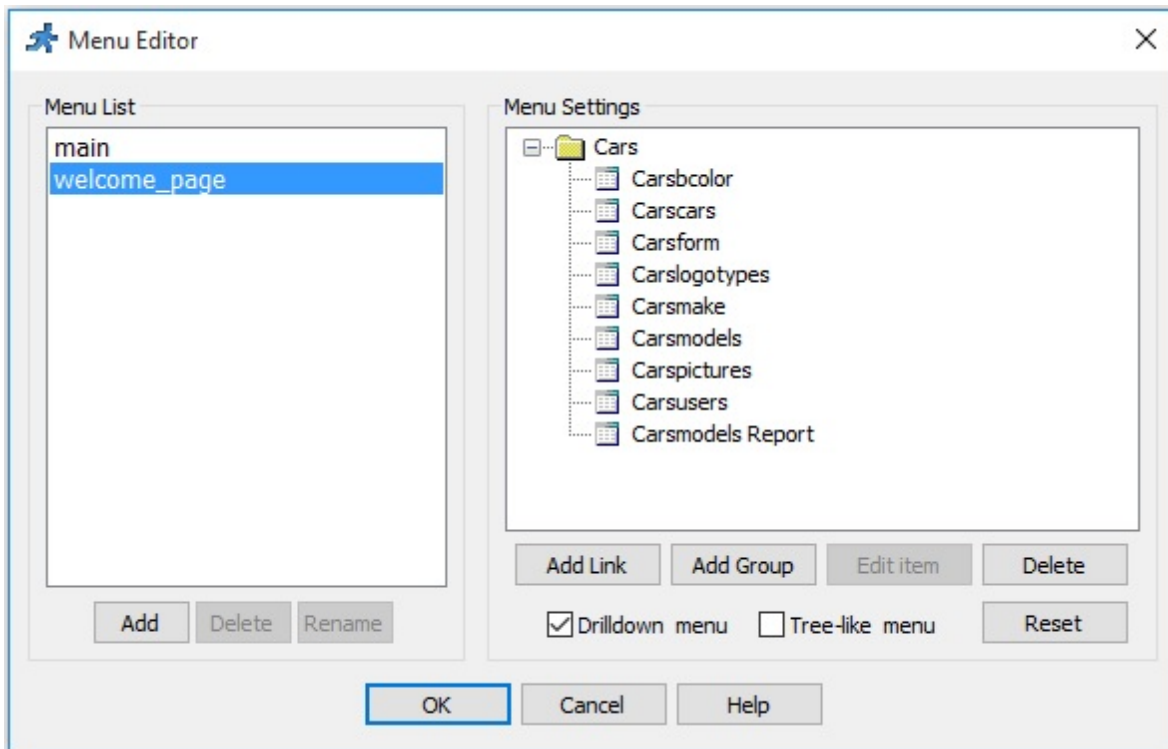 Menu Editor
Menu List
main
welcome_page
Add Delete Rename
Menu Settings
Cars
Carsbcolor
Carscars
Carsform
Carslogotypes
Carsmake
Carsmodels
Carspictures
Carsusers
Carsmodels Report
Add Link Add Group Edit item Delete
Drilldown menu Tree-like menu Reset
OK Cancel Help